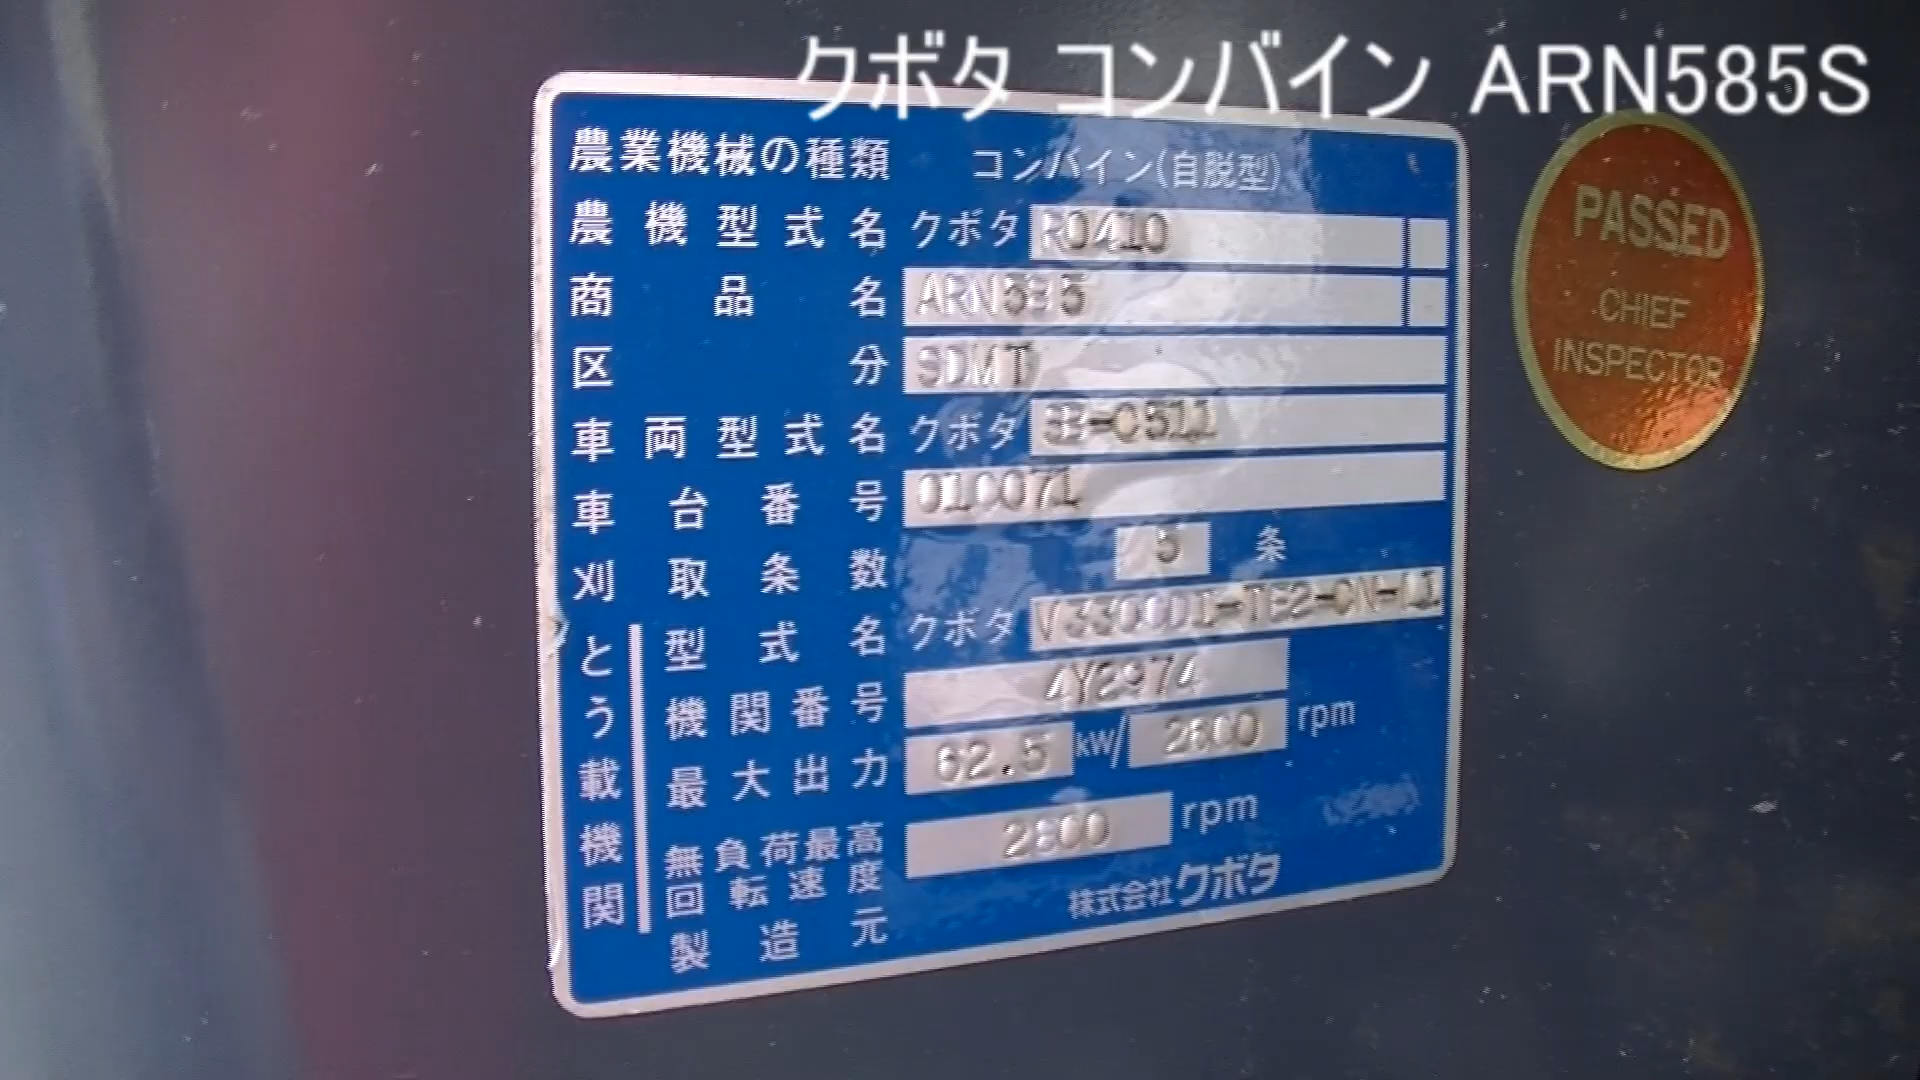 クボタ コンバイン ARN585S
農業機械の種類 コンバイン(自脱型)
農機型式名 クボタ R0410
商品名
区分 SDMT
車両型式名 クボタ
車台番号 010071
刈取条数 5 条
とう載機関
型式名 クボタ
機関番号 4Y2974
最大出力 62.5 kW/ 2600 rpm
無負荷最高回転速度 2800 rpm
製造元 株式会社クボタ
PASSED
CHIEF
INSPECTOR